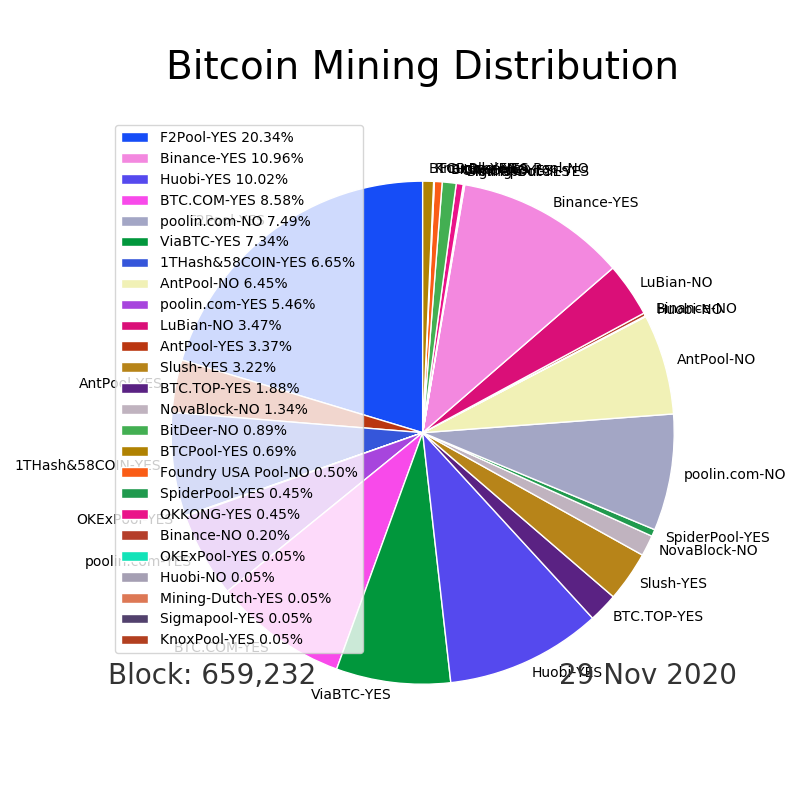 Bitcoin Mining Distribution
F2Pool-YES 20.34%
Binance-YES 10.96%
Huobi-YES 10.02%
BTC.COM-YES 8.58%
poolin.com-NO 7.49%
ViaBTC-YES 7.34%
1THash&58COIN-YES 6.65%
AntPool-NO 6.45%
poolin.com-YES 5.46%
LuBian-NO 3.47%
AntPool-YES 3.37%
Slush-YES 3.22%
BTC.TOP-YES 1.88%
NovaBlock-NO 1.34%
BitDeer-NO 0.89%
BTCPool-YES 0.69%
Foundry USA Pool-NO 0.50%
SpiderPool-YES 0.45%
OKKONG-YES 0.45%
Binance-NO 0.20%
OKExPool-YES 0.05%
Huobi-NO 0.05%
Mining-Dutch-YES 0.05%
Sigmapool-YES 0.05%
KnoxPool-YES 0.05%
Binance-YES
LuBian-NO
Binance-NO
Huobi-NO
AntPool-NO
poolin.com-NO
SpiderPool-YES
NovaBlock-NO
Slush-YES
BTC.TOP-YES
Huobi-YES
ViaBTC-YES
BTC.COM-YES
poolin.com-YES
OKExPool-YES
1THash&58COIN-YES
AntPool-YES
F2Pool-YES
Block: 659,232
29 Nov 2020